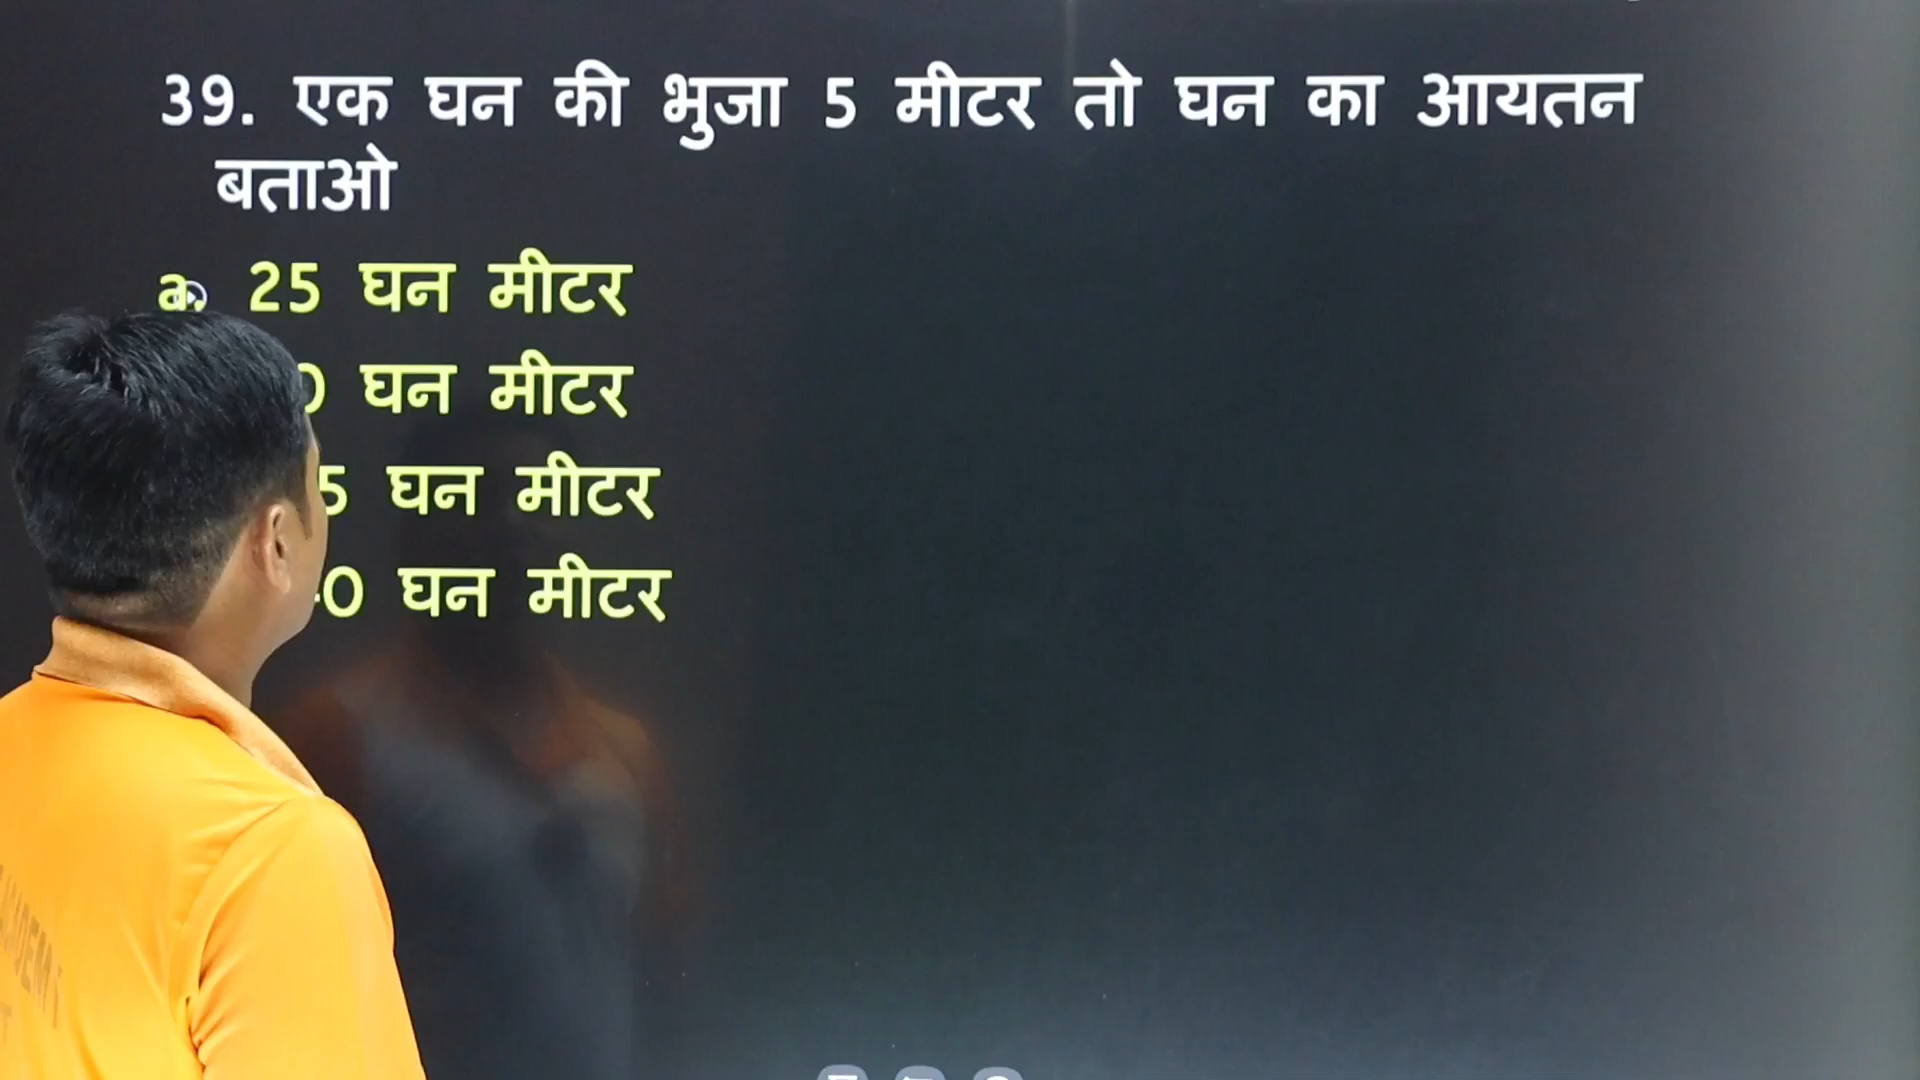 39. एक घन की भुजा 5 मीटर तो घन का आयतन
बताओ
a. 25 घन मीटर
घन मीटर
घन मीटर
घन मीटर